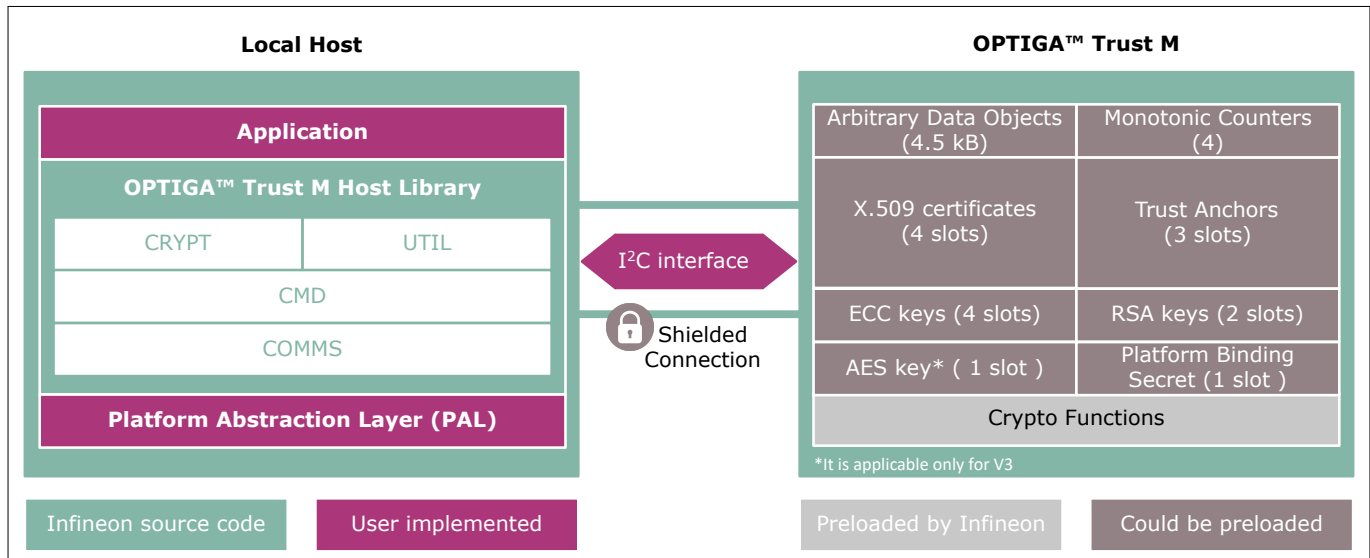 Local Host
Application
OPTIGA™ Trust M Host Library
CRYPT
UTIL
CMD
COMMS
Platform Abstraction Layer (PAL)
I²C interface
Shielded
Connection
OPTIGA™ Trust M
Arbitrary Data Objects
(4.5 kB)
Monotonic Counters
(4)
X.509 certificates
(4 slots)
Trust Anchors
(3 slots)
ECC keys (4 slots)
RSA keys (2 slots)
AES key* ( 1 slot )
Platform Binding
Secret (1 slot )
Crypto Functions
*It is applicable only for V3
Infineon source code
User implemented
Preloaded by Infineon
Could be preloaded